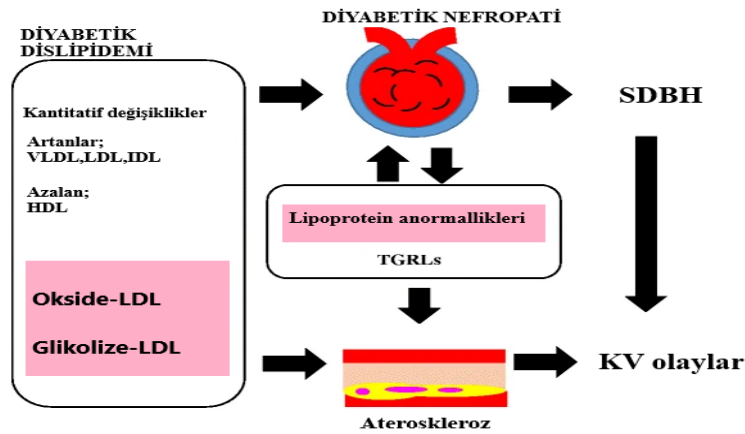 DİYABETİK
DİSLİPİDEMİ
Kantitatif değişiklikler
Artanlar;
VLDL,LDL,IDL
Azalan;
HDL
Okside-LDL
Glikolize-LDL
DİYABETİK NEFROPATİ
Lipoprotein anormallikleri
TGRLs
Ateroskleroz
SDBH
KV olaylar